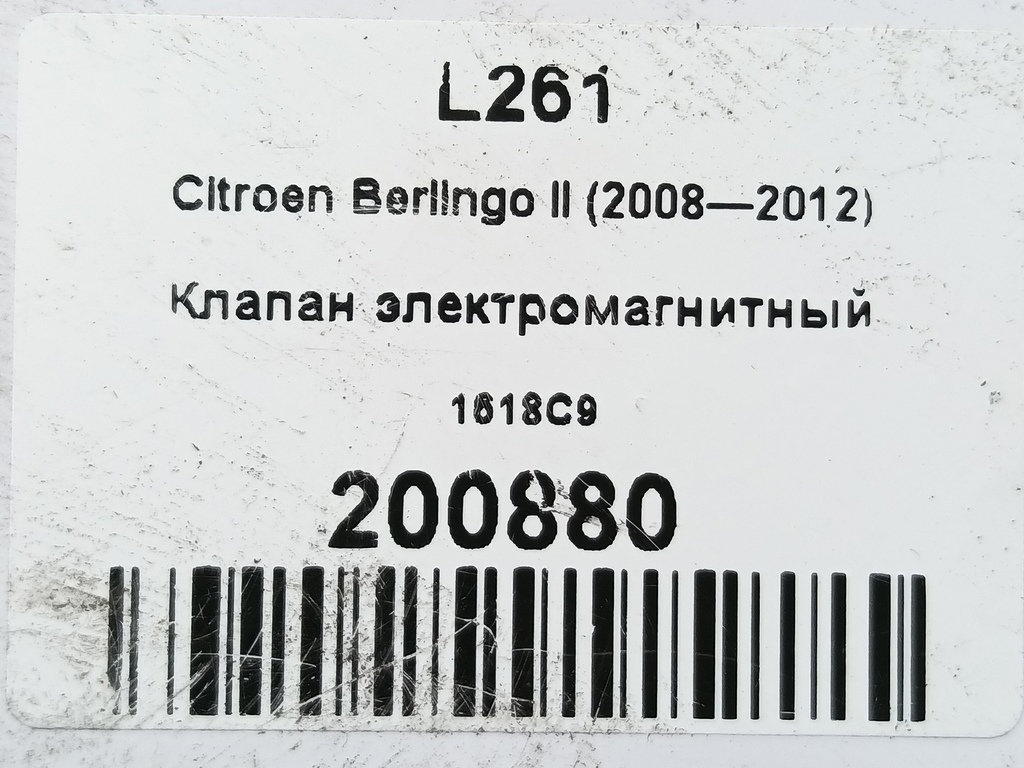 L261
Citroen Berlingo II (2008—2012)
Клапан электромагнитный
1618C9
200880